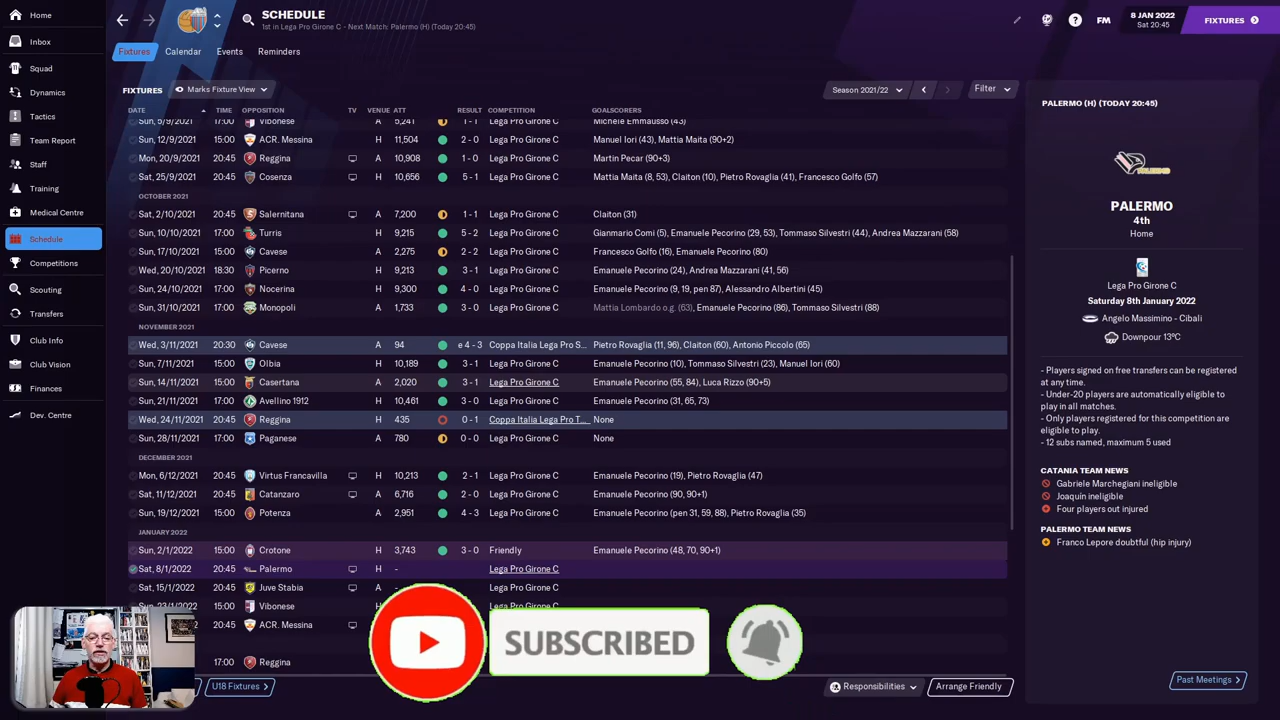 Home
Inbox
Squad
Dynamics
Tactics
Team Report
Staff
Training
Medical Centre
Schedule
Competitions
Scouting
Transfers
Club Info
Club Vision
Finances
Dev. Centre
SCHEDULE
1st in Lega Pro Girone C - Next Match: Palermo (H) (Today 20:45)
FM
8 JAN 2022
Sat 20:45
FIXTURES
Fixtures Calendar Events Reminders
FIXTURES Marks Fixture View Season 2021/22 Filter
DATE TIME OPPOSITION TV VENUE ATT RESULT COMPETITION GOALSCORERS
Sun, 5/9/2021 17:00 Vibonese A 5,241 1 - 1 Lega Pro Girone C Michele Emmausso (43)
Sun, 12/9/2021 15:00 ACR. Messina H 11,504 2 - 0 Lega Pro Girone C Manuel Iori (43), Mattia Maita (90+2)
Mon, 20/9/2021 20:45 Reggina H 10,908 1 - 0 Lega Pro Girone C Martin Pecar (90+3)
Sat, 25/9/2021 20:45 Cosenza H 10,656 5 - 1 Lega Pro Girone C Mattia Maita (8, 53), Claiton (10), Pietro Rovaglia (41), Francesco Golfo (57)
OCTOBER 2021
Sat, 2/10/2021 20:45 Salernitana A 7,200 1 - 1 Lega Pro Girone C Claiton (31)
Sun, 10/10/2021 17:00 Turris H 9,215 5 - 2 Lega Pro Girone C Gianmario Comi (5), Emanuele Pecorino (29, 53), Tommaso Silvestri (44), Andrea Mazzarani (58)
Sun, 17/10/2021 15:00 Cavese A 2,275 2 - 2 Lega Pro Girone C Francesco Golfo (16), Emanuele Pecorino (80)
Wed, 20/10/2021 18:30 Picerno H 9,213 3 - 1 Lega Pro Girone C Emanuele Pecorino (24), Andrea Mazzarani (41, 56)
Sun, 24/10/2021 17:00 Nocerina H 9,300 4 - 0 Lega Pro Girone C Emanuele Pecorino (9, 19, pen 87), Alessandro Albertini (45)
Sun, 31/10/2021 17:00 Monopoli A 1,733 3 - 0 Lega Pro Girone C Mattia Lombardo o.g. (63), Emanuele Pecorino (86), Tommaso Silvestri (88)
NOVEMBER 2021
Wed, 3/11/2021 20:30 Cavese A 94 e 4 - 3 Coppa Italia Lega Pro S... Pietro Rovaglia (11, 96), Claiton (60), Antonio Piccolo (65)
Sun, 7/11/2021 15:00 Olbia H 10,189 3 - 1 Lega Pro Girone C Emanuele Pecorino (10), Tommaso Silvestri (23), Manuel Iori (60)
Sun, 14/11/2021 15:00 Casertana A 2,020 3 - 1 Lega Pro Girone C Emanuele Pecorino (55, 84), Luca Rizzo (90+5)
Sun, 21/11/2021 17:00 Avellino 1912 H 10,461 3 - 0 Lega Pro Girone C Emanuele Pecorino (31, 65, 73)
Wed, 24/11/2021 20:45 Reggina H 435 0 - 1 Coppa Italia Lega Pro T... None
Sun, 28/11/2021 17:00 Paganese A 780 0 - 0 Lega Pro Girone C None
DECEMBER 2021
Mon, 6/12/2021 20:45 Virtus Francavilla H 10,213 2 - 1 Lega Pro Girone C Emanuele Pecorino (19), Pietro Rovaglia (47)
Sat, 11/12/2021 20:45 Catanzaro A 6,716 2 - 0 Lega Pro Girone C Emanuele Pecorino (90, 90+1)
Sun, 19/12/2021 15:00 Potenza A 2,951 4 - 3 Lega Pro Girone C Emanuele Pecorino (pen 31, 59, 88), Pietro Rovaglia (35)
JANUARY 2022
Sun, 2/1/2022 15:00 Crotone H 3,743 3 - 0 Friendly Emanuele Pecorino (48, 70, 90+1)
Sat, 8/1/2022 20:45 Palermo H - Lega Pro Girone C
Sat, 15/1/2022 20:45 Juve Stabia A - Lega Pro Girone C
Sun, 23/1/2022 15:00 Vibonese Lega Pro Girone C
20:45 ACR. Messina
17:00 Reggina
SUBSCRIBED
U18 Fixtures
Responsibilities
Arrange Friendly
PALERMO (H) (TODAY 20:45)
PALERMO
PALERMO
4th
Home
Lega Pro Girone C
Saturday 8th January 2022
Angelo Massimino - Cibali
Downpour 13ºC
- Players signed on free transfers can be registered
at any time.
- Under-20 players are automatically eligible to
play in all matches.
- Only players registered for this competition are
eligible to play.
- 12 subs named, maximum 5 used
CATANIA TEAM NEWS
Gabriele Marchegiani ineligible
Joaquín ineligible
Four players out injured
PALERMO TEAM NEWS
Franco Lepore doubtful (hip injury)
Past Meetings